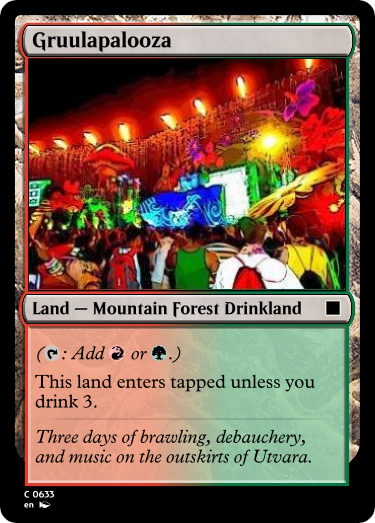 Gruulapalooza
Land — Mountain Forest Drinkland
(: Add or .)
This land enters tapped unless you
drink 3.
Three days of brawling, debauchery,
and music on the outskirts of Utvara.
C 0633
en